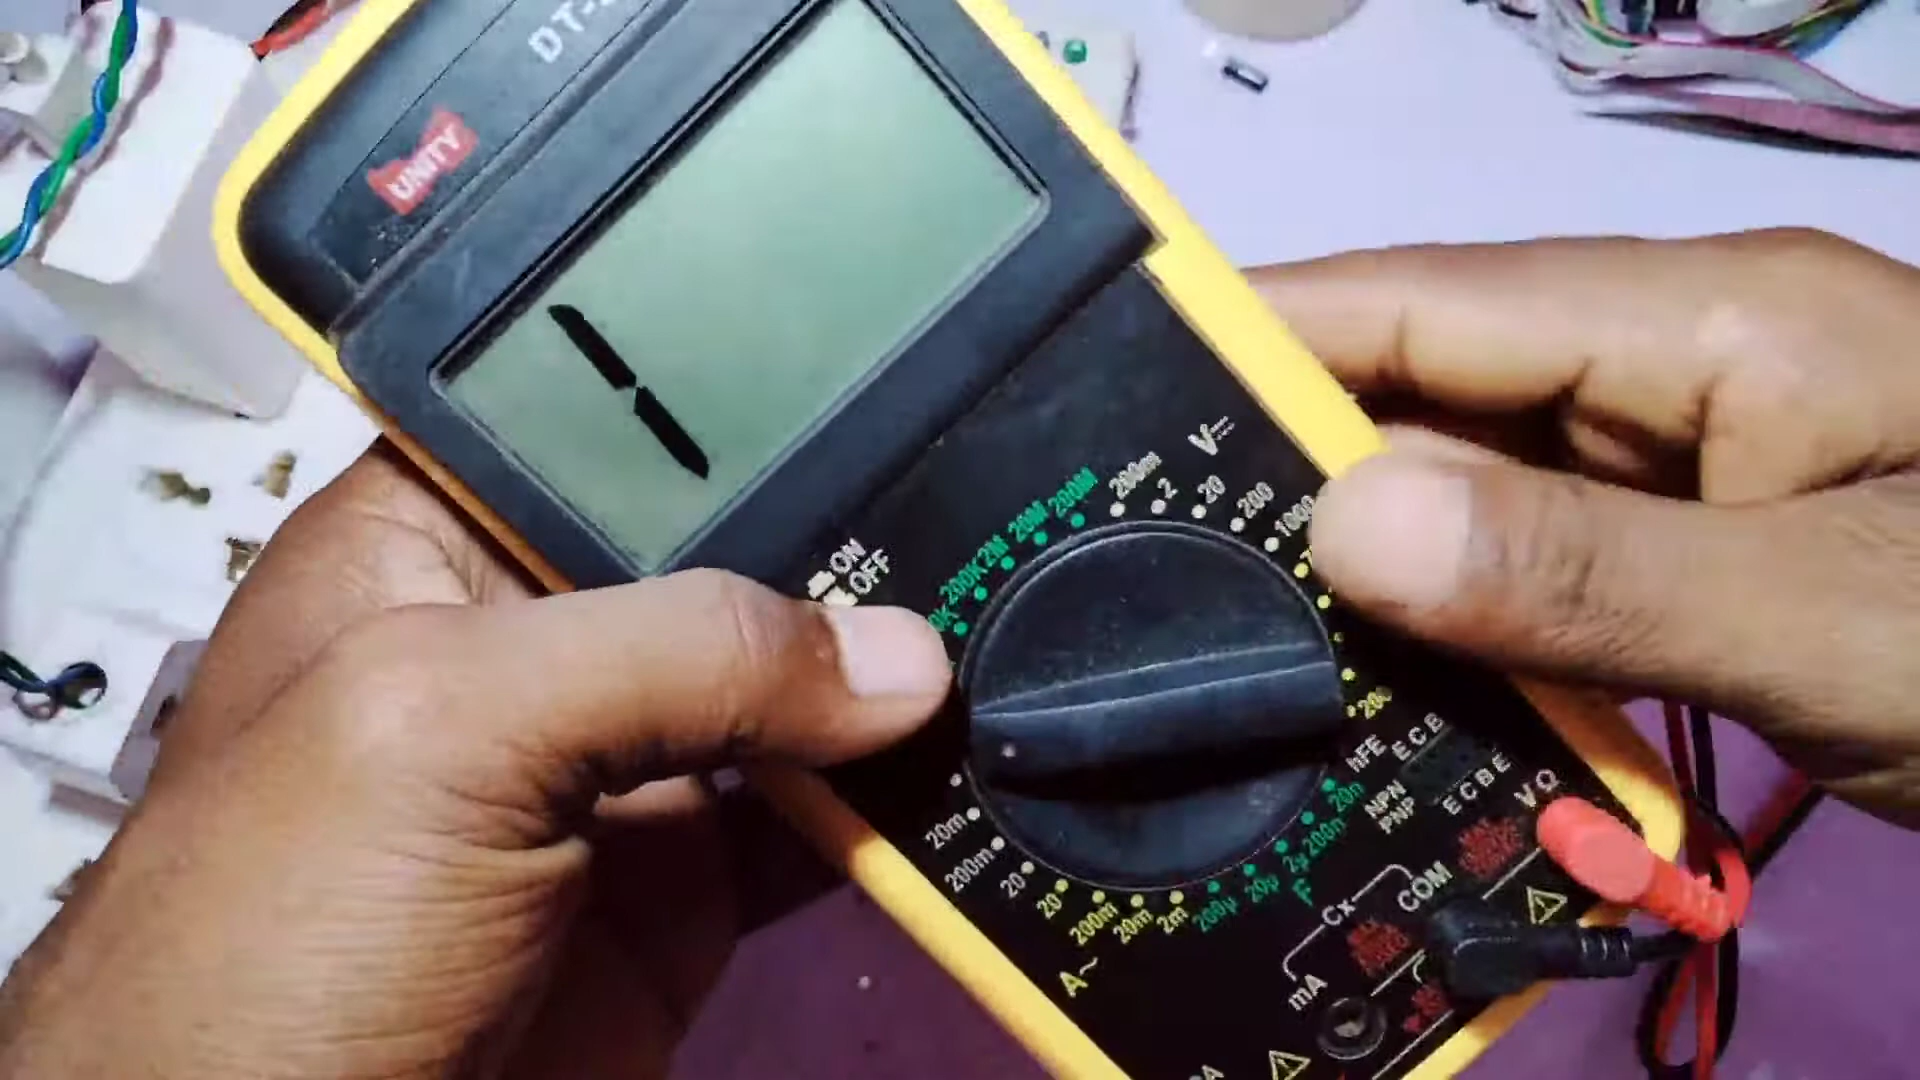 DT-
UNITY
1
ON
OFF
200K
2M
20M
200M
200m
2
20
200
1000
V
200
hFE
E C B
E C B E
NPN
PNP
20n
200n
2µ
F
20µ
200µ
2m
20m
200m
20
A~
20
200m
20m
VΩ
COM
Cx
mA